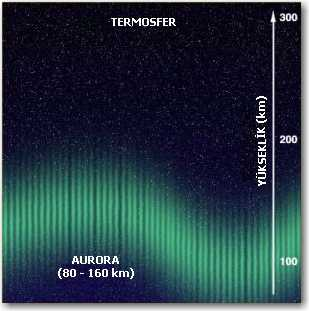 TERMOSFER
300
YÜKSEKLİK (km)
200
AURORA
(80 - 160 km)
100